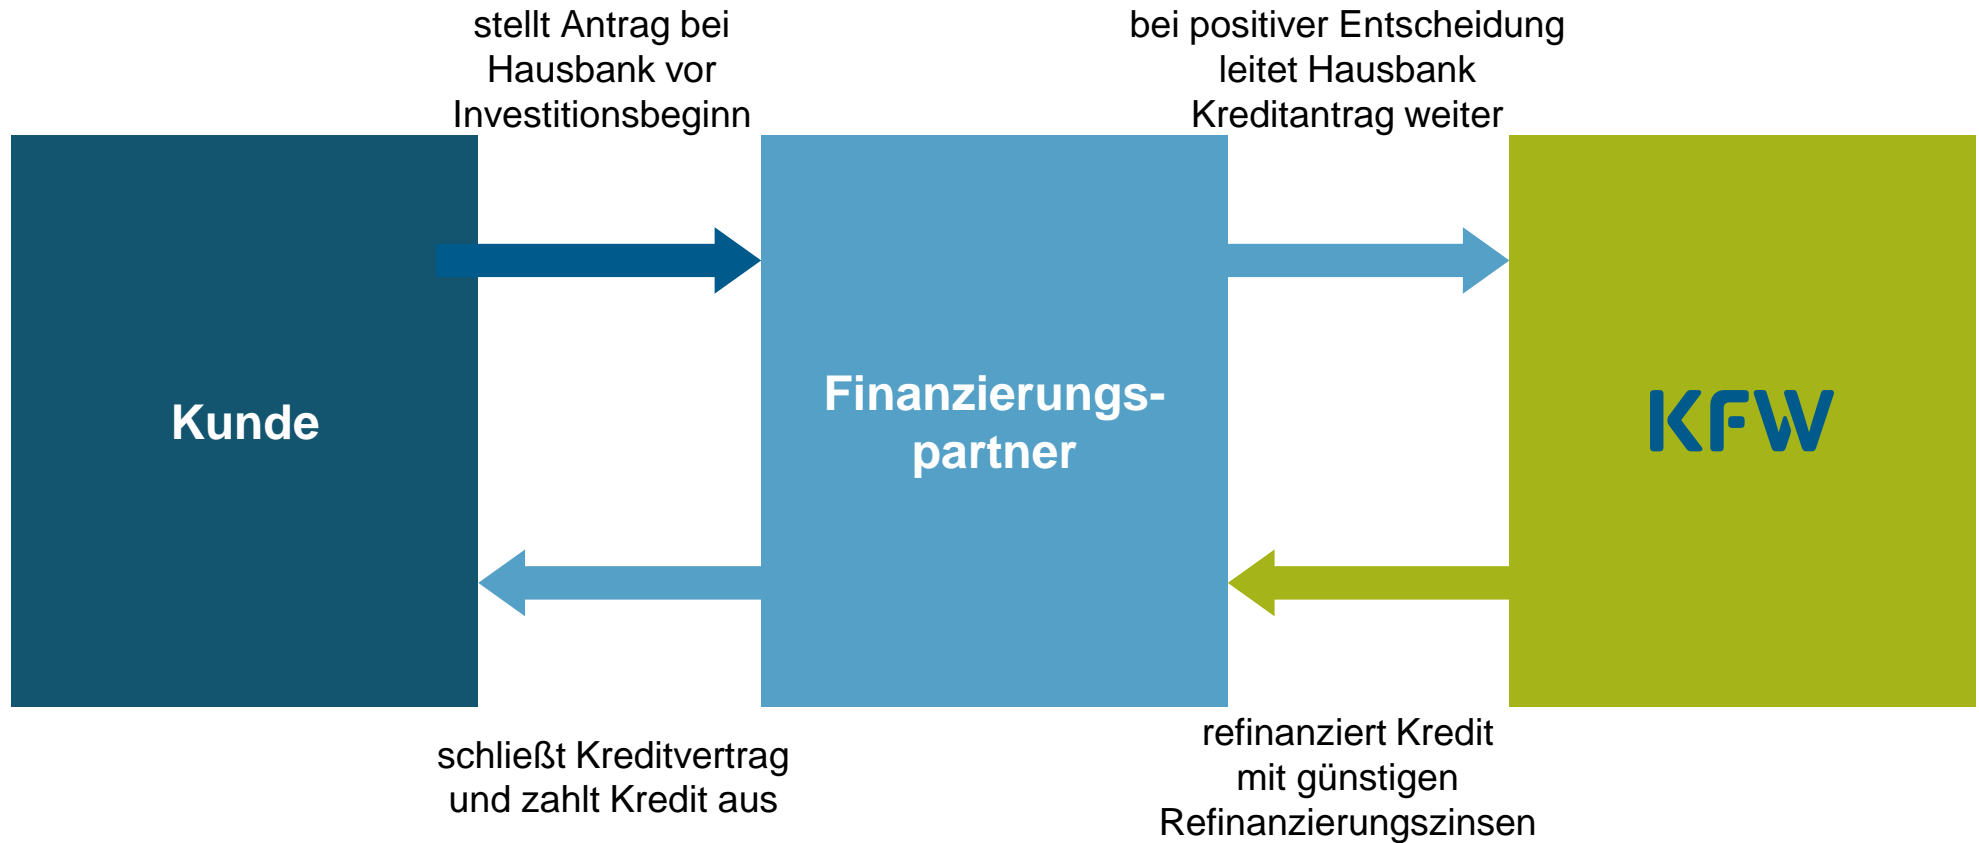 stellt Antrag bei
Hausbank vor
Investitionsbeginn
bei positiver Entscheidung
leitet Hausbank
Kreditantrag weiter
Kunde
Finanzierungs-
partner
KFW
schließt Kreditvertrag
und zahlt Kredit aus
refinanziert Kredit
mit günstigen
Refinanzierungszinsen